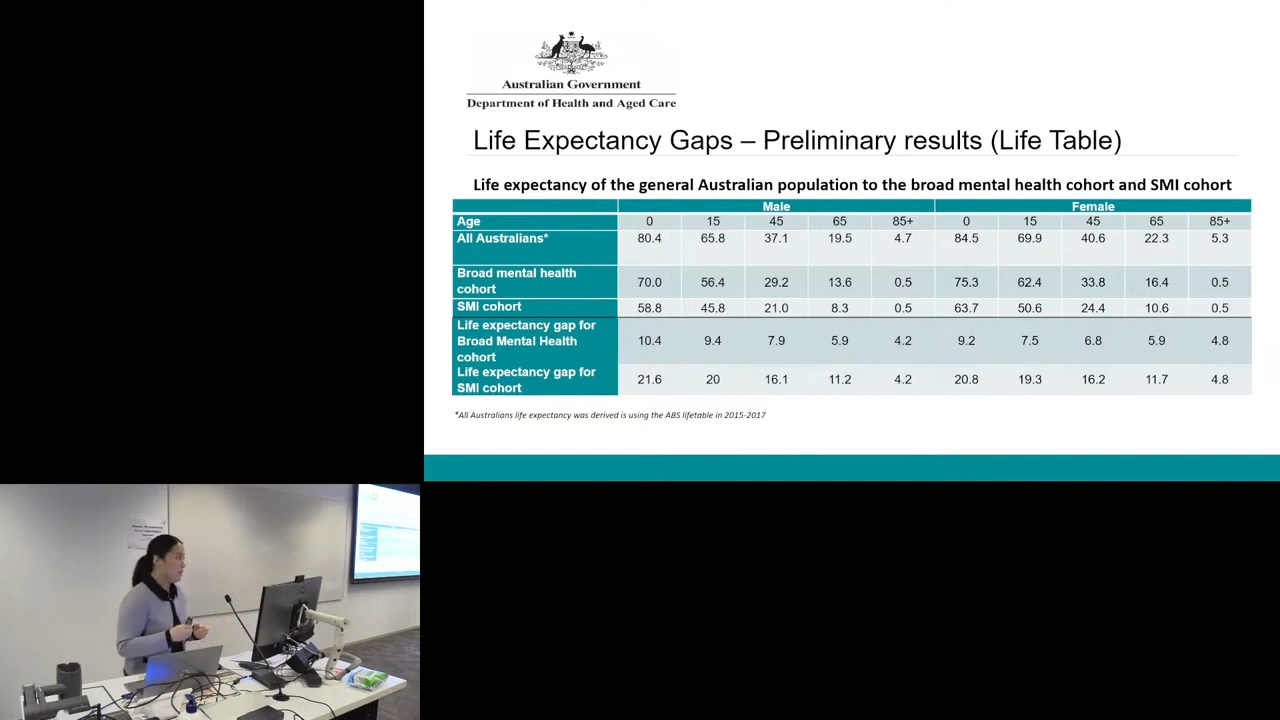 Australian Government
Department of Health and Aged Care
Life Expectancy Gaps – Preliminary results (Life Table)
Life expectancy of the general Australian population to the broad mental health cohort and SMI cohort
Male Female
Age 0 15 45 65 85+ 0 15 45 65 85+
All Australians* 80.4 65.8 37.1 19.5 4.7 84.5 69.9 40.6 22.3 5.3
Broad mental health
cohort 70.0 56.4 29.2 13.6 0.5 75.3 62.4 33.8 16.4 0.5
SMI cohort 58.8 45.8 21.0 8.3 0.5 63.7 50.6 24.4 10.6 0.5
Life expectancy gap for
Broad Mental Health
cohort 10.4 9.4 7.9 5.9 4.2 9.2 7.5 6.8 5.9 4.8
Life expectancy gap for
SMI cohort 21.6 20 16.1 11.2 4.2 20.8 19.3 16.2 11.7 4.8
*All Australians life expectancy was derived is using the ABS lifetable in 2015-2017